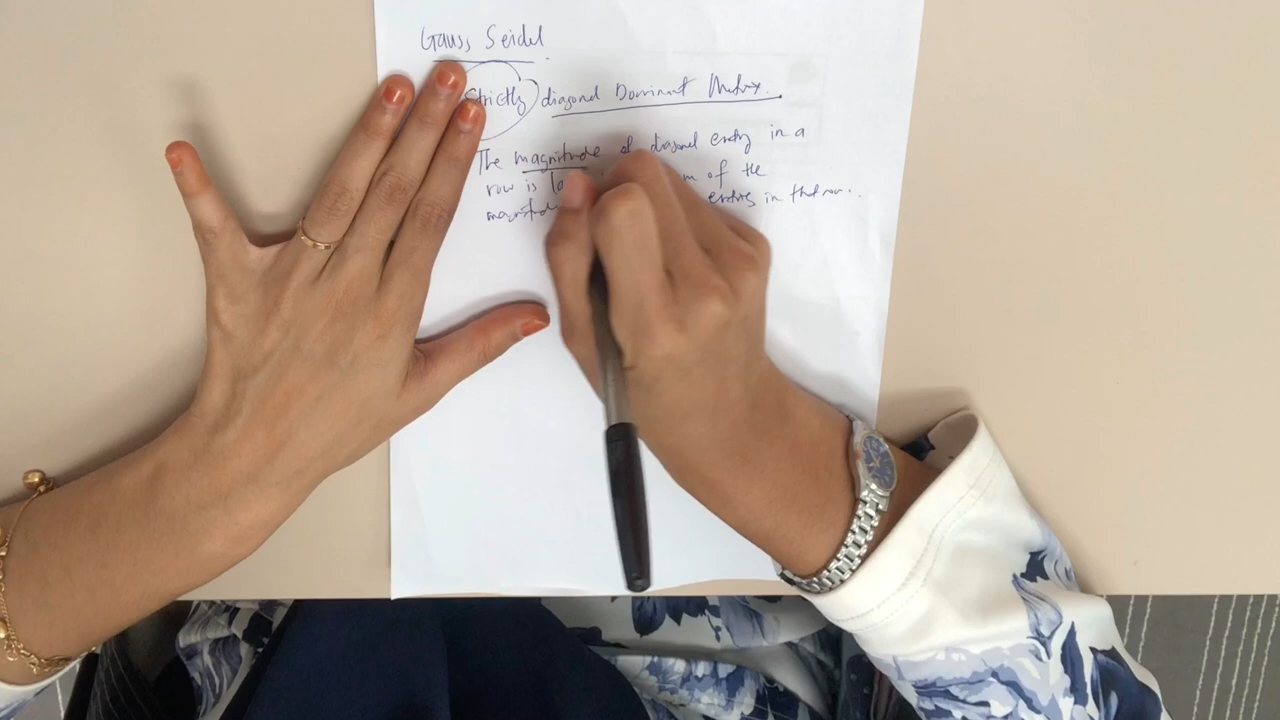 Gauss Seidel
Strictly diagonal Dominant Matrix.
The magnitude of diagonal entry in a
row is of the
magnitude entries in that row.